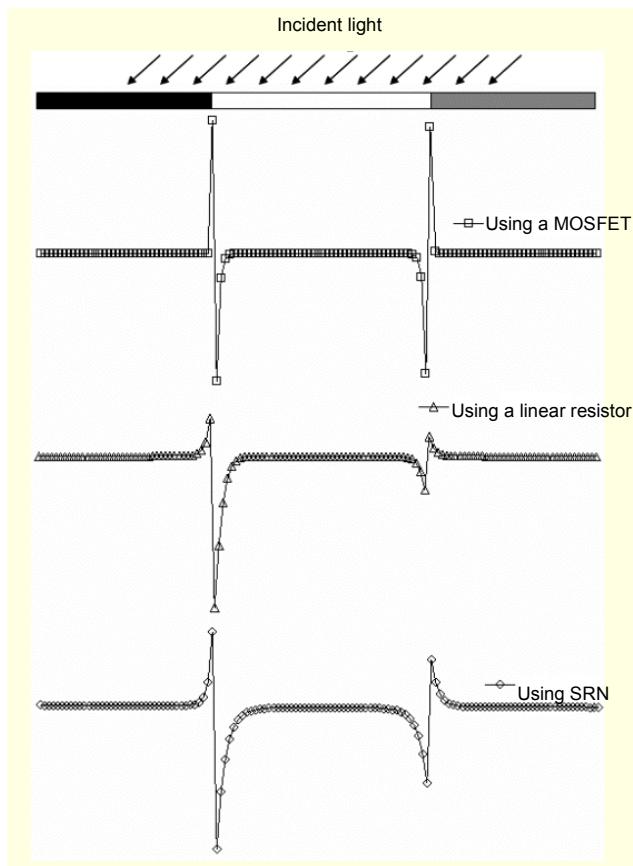 Incident light
Using a MOSFET
Using a linear resistor
Using SRN